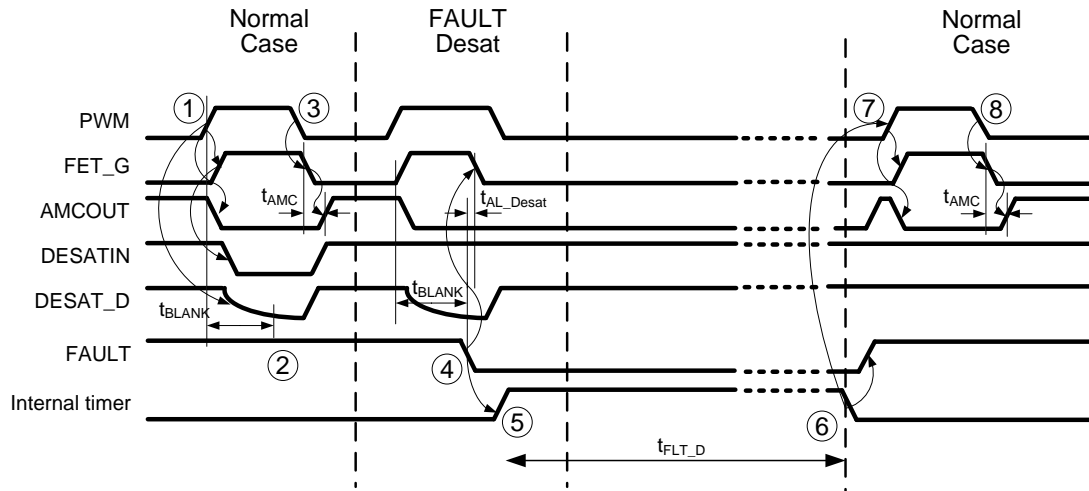 Normal
Case
FAULT
Desat
Normal
Case
PWM
1
3
7
8
FET_G
AMCOUT
tAMC
tAL_Desat
tAMC
DESATIN
DESAT_D
tBLANK
tBLANK
FAULT
2
4
Internal timer
5
6
tFLT_D